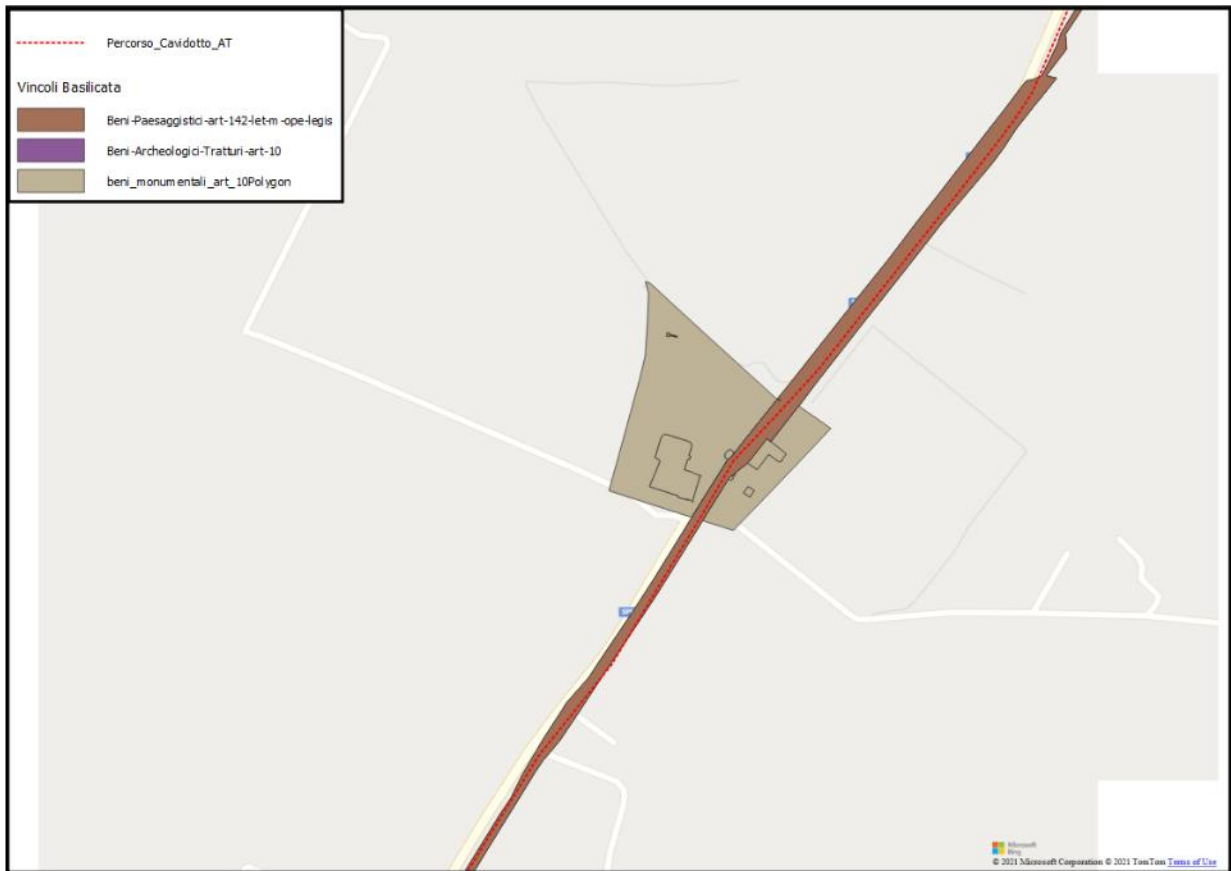 Percorso_Cavidotto_AT
Vincoli Basilicata
Beni-Paesaggistici-art-142-let-m -ope-legis
Beni-Archeologici-Tratturi-art-10
beni_monumentali_art_10Polygon
Microsoft
Bing
© 2021 Microsoft Corporation © 2021 TomTom Terms of Use